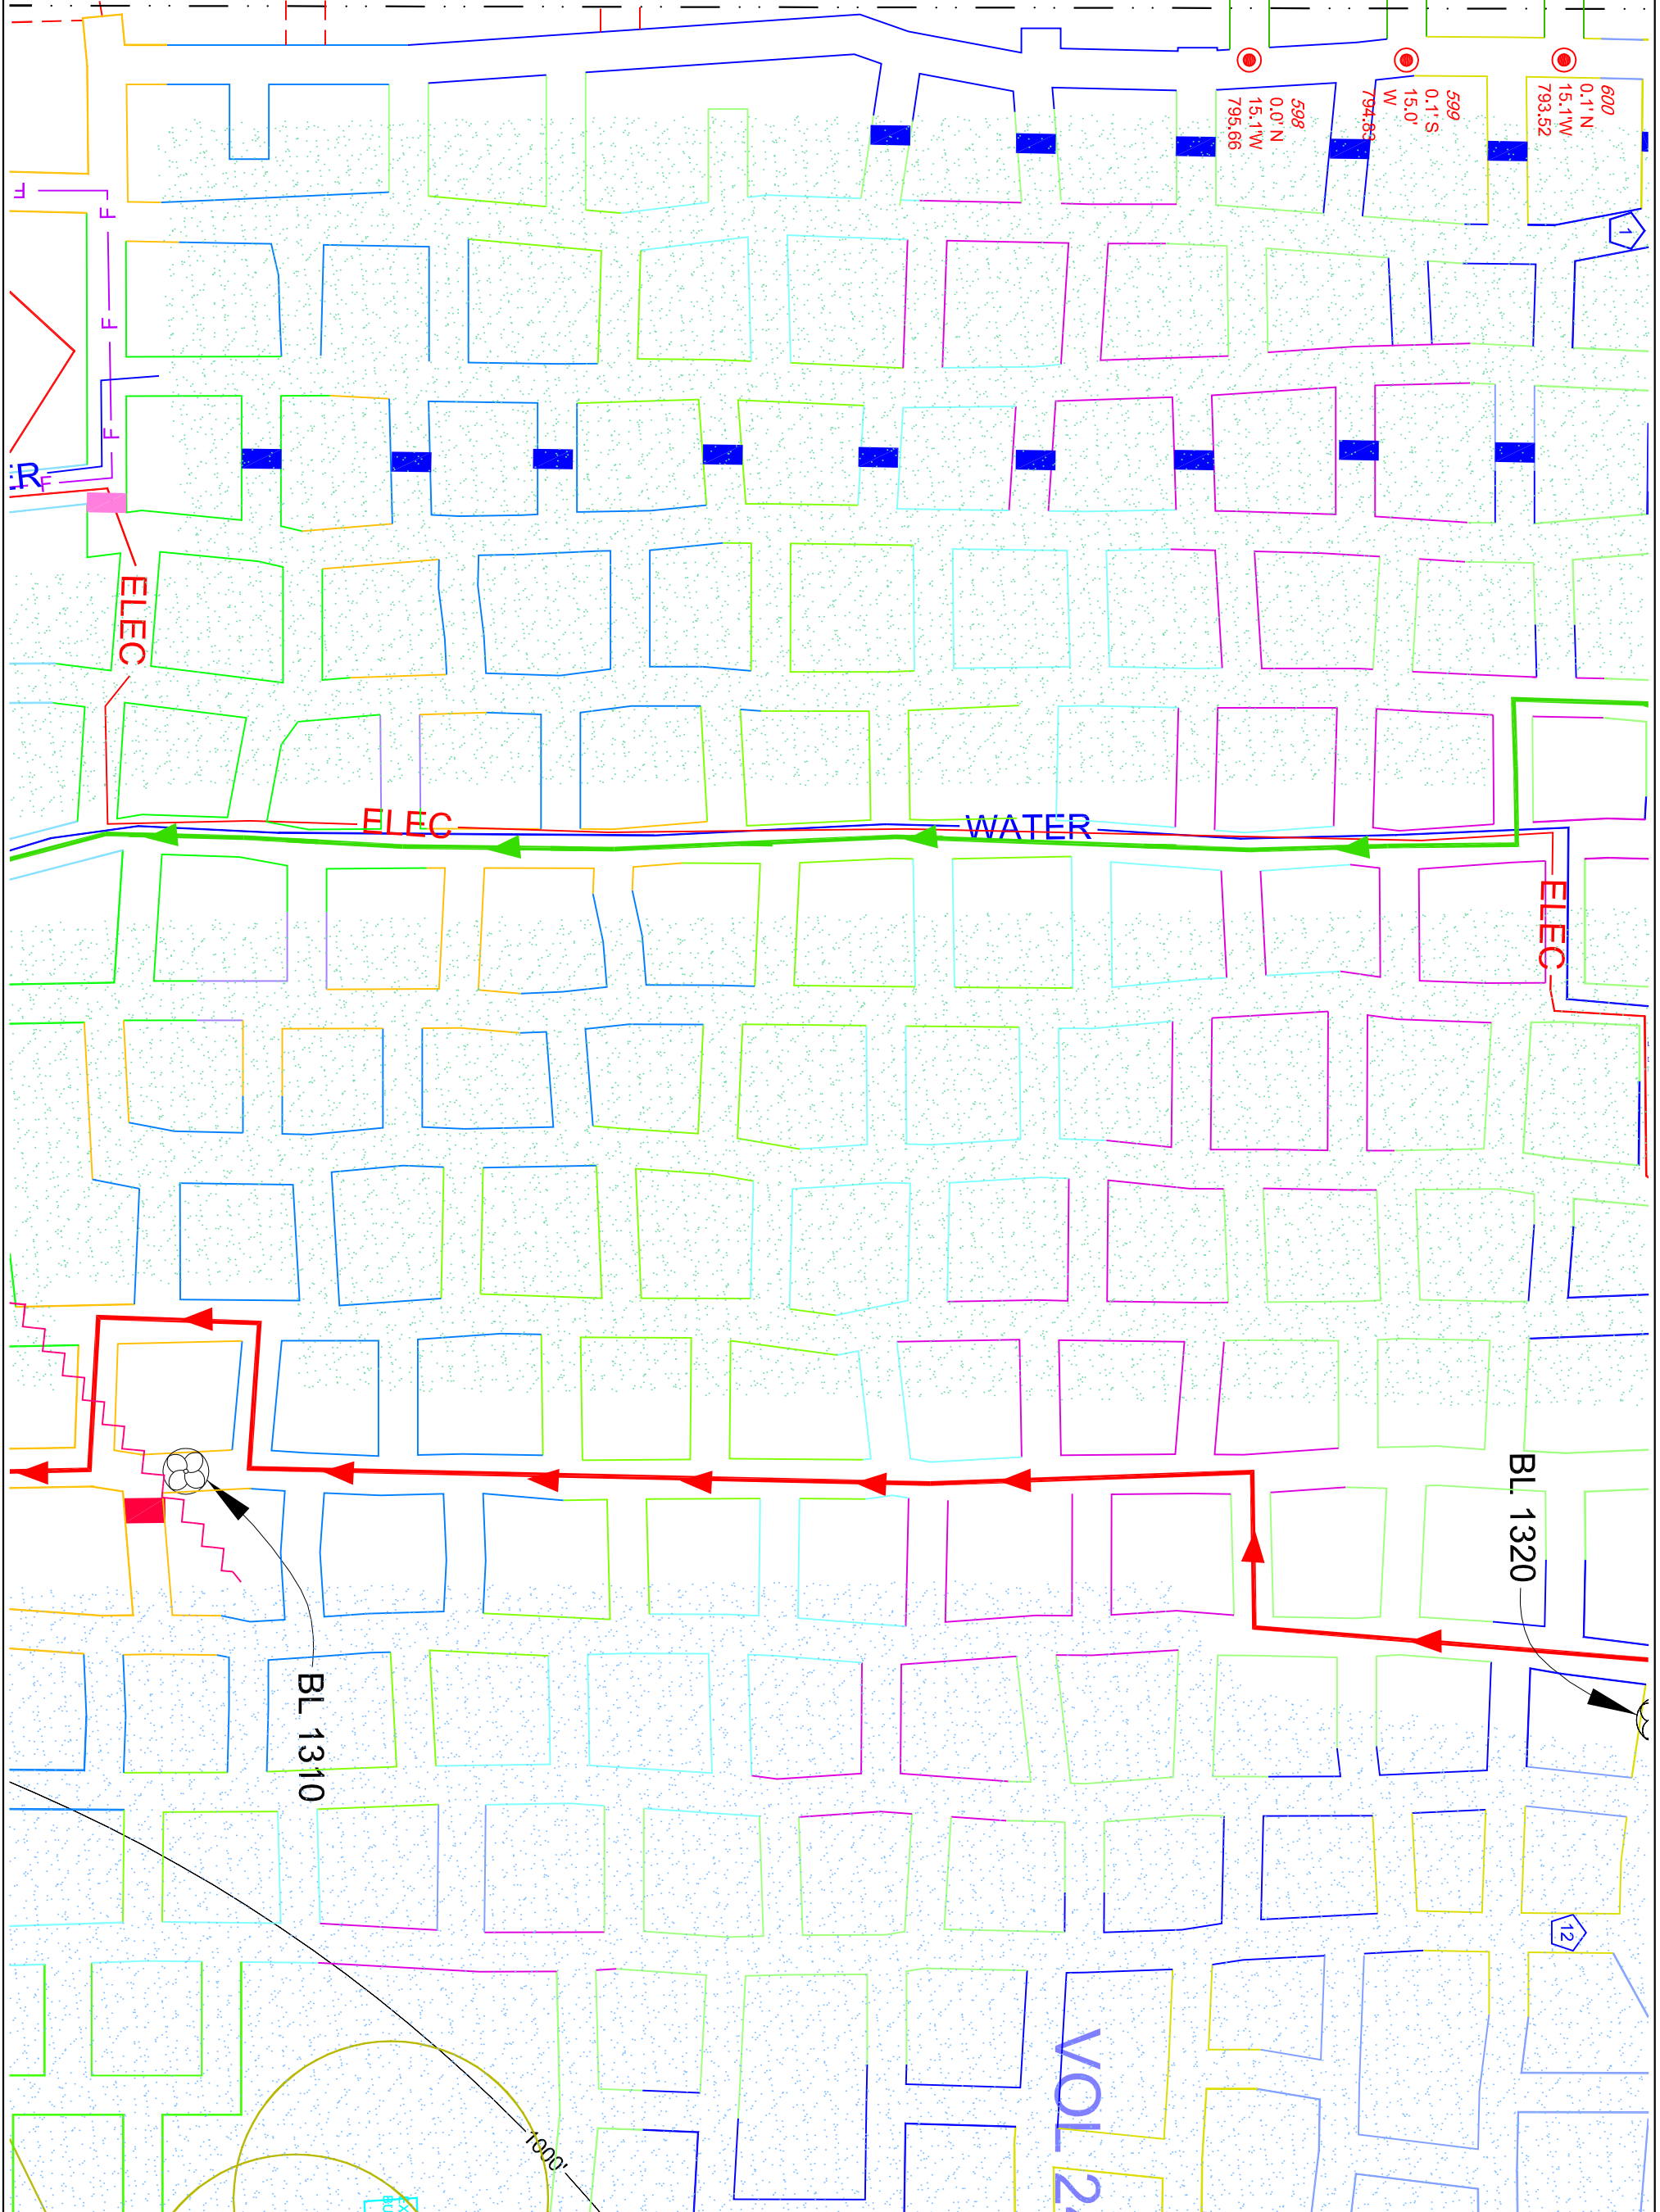 598
0.0' N
15.1'W
795.66
599
0.1' S
15.0'
W
794.83
600
0.1' N
15.1'W
793.52
1
F
F
F
F
F
ER
ELEC
ELEC
WATER
ELEC
BL 1320
BL 1310
12
VOL 2
1000'